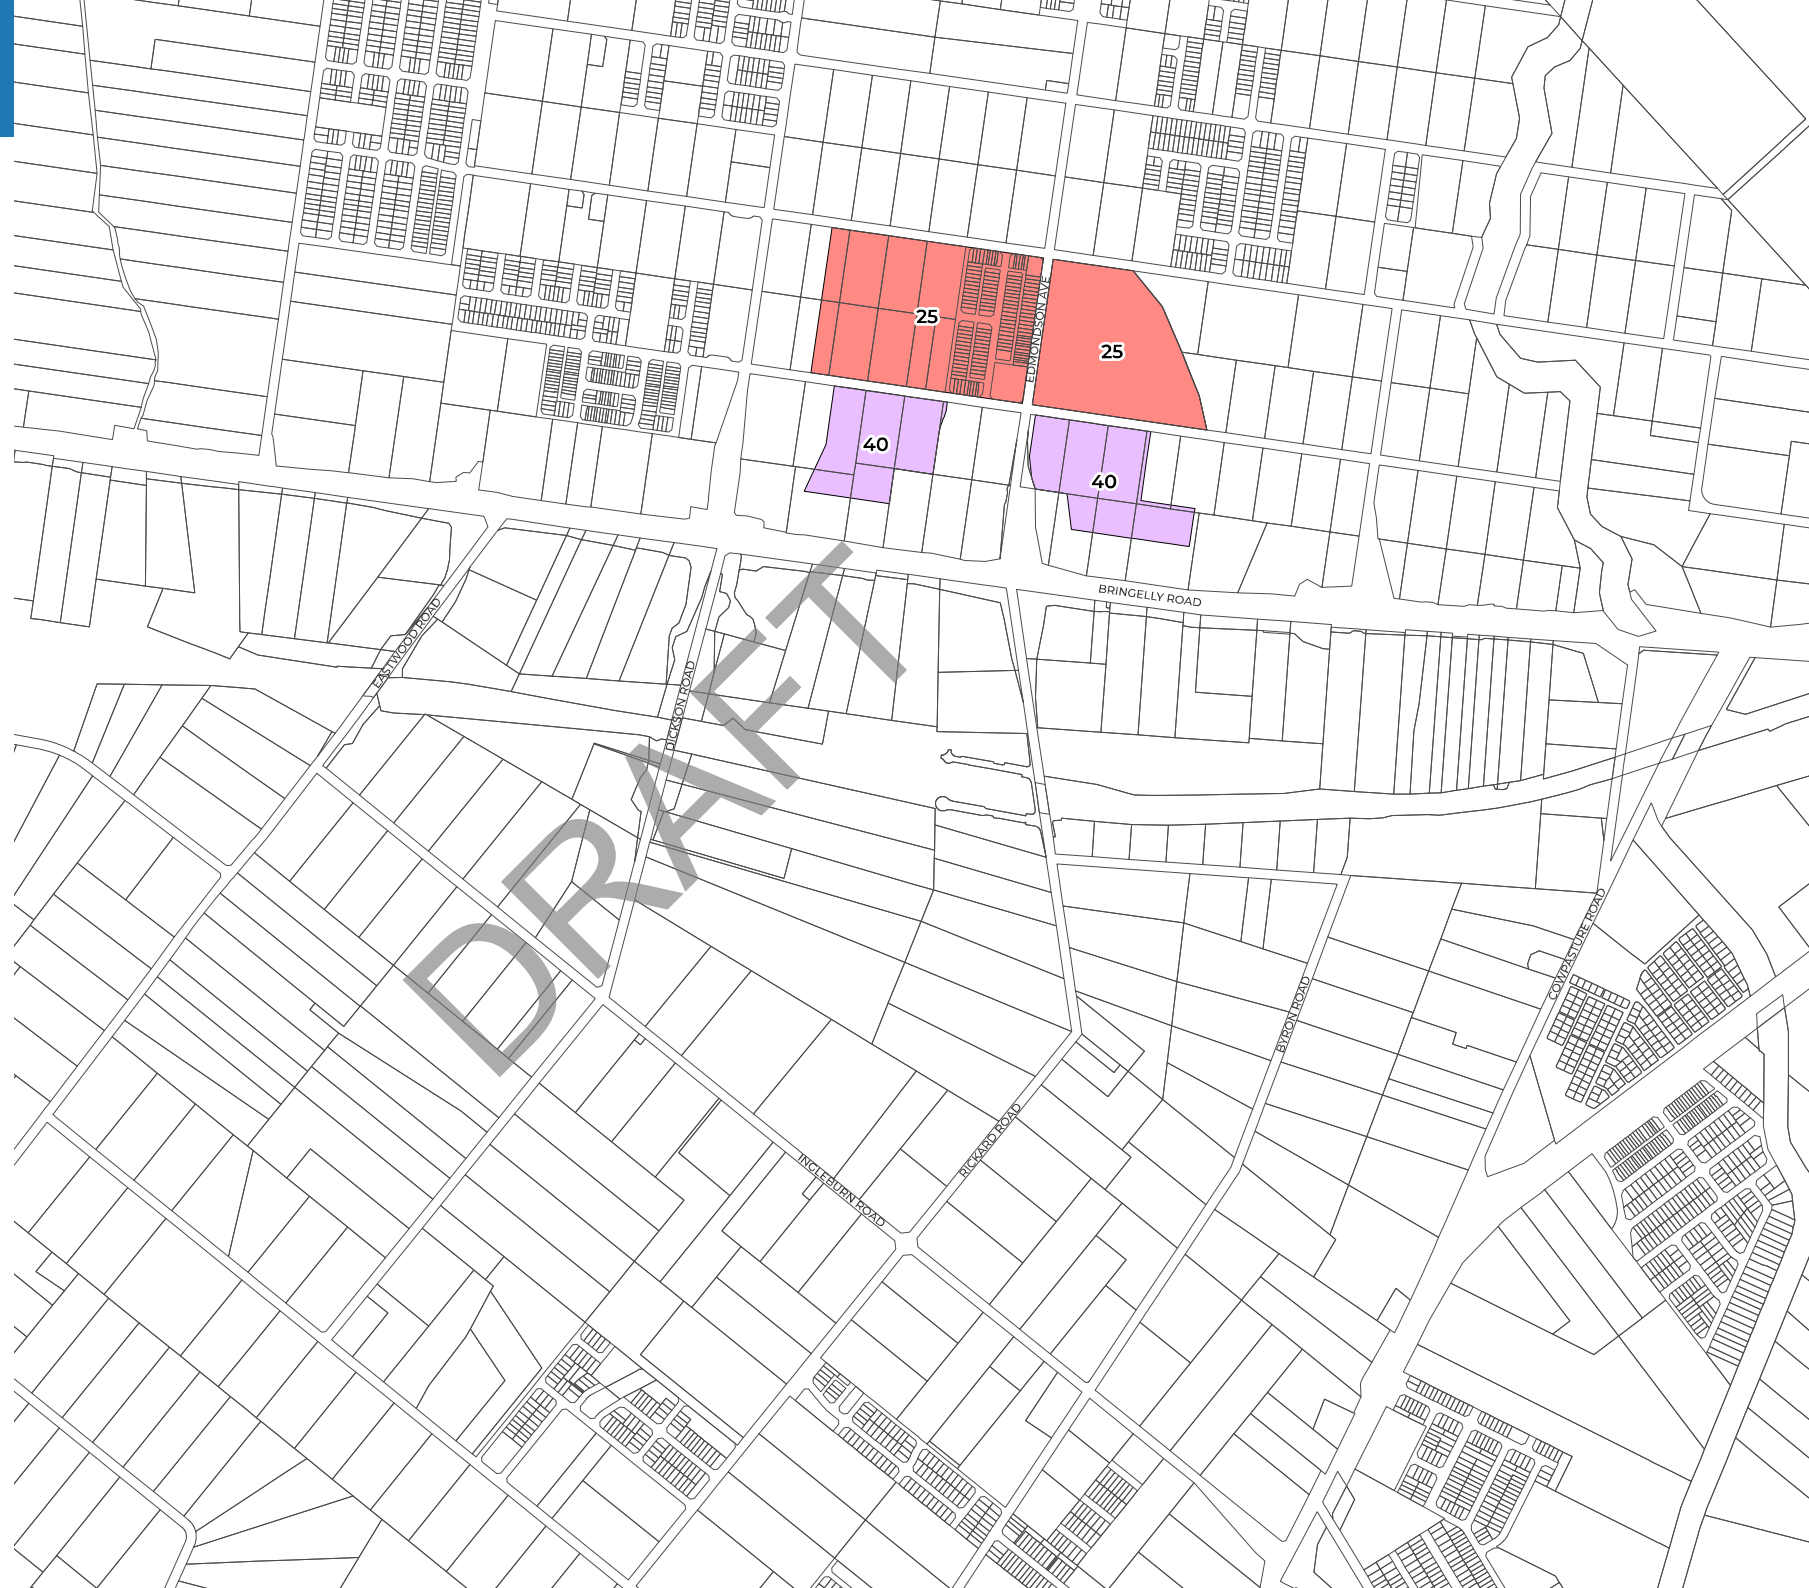 25
EDMONDSON AVE
25
40
40
BRINGELLY ROAD
EASTWOOD ROAD
DICKSON ROAD
DRAFT
COWPASTURE ROAD
BYRON ROAD
RICKARD ROAD
INGLEBURN ROAD